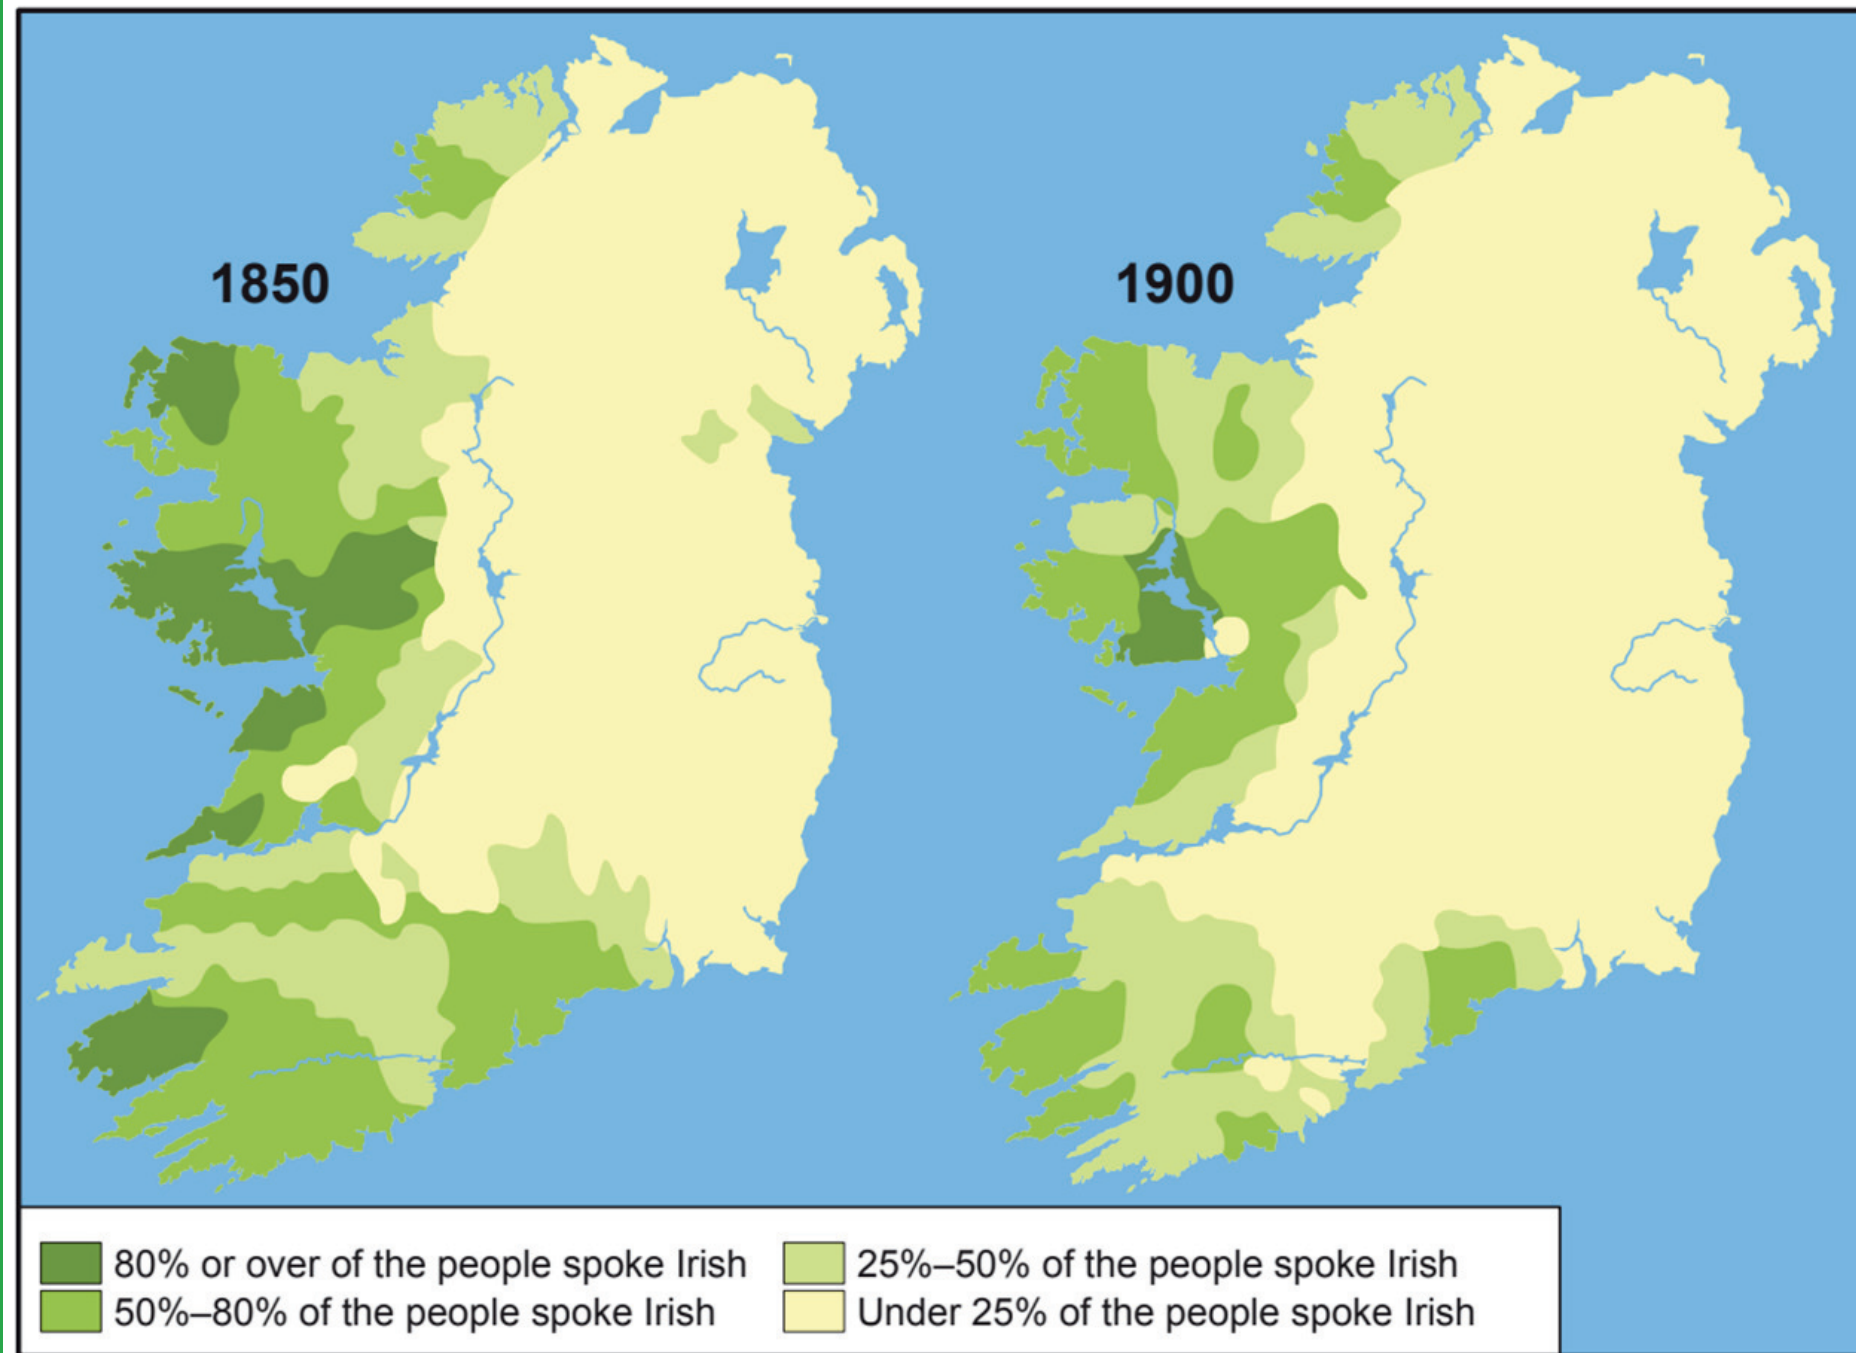 1850
1900
80% or over of the people spoke Irish
50%–80% of the people spoke Irish
25%–50% of the people spoke Irish
Under 25% of the people spoke Irish